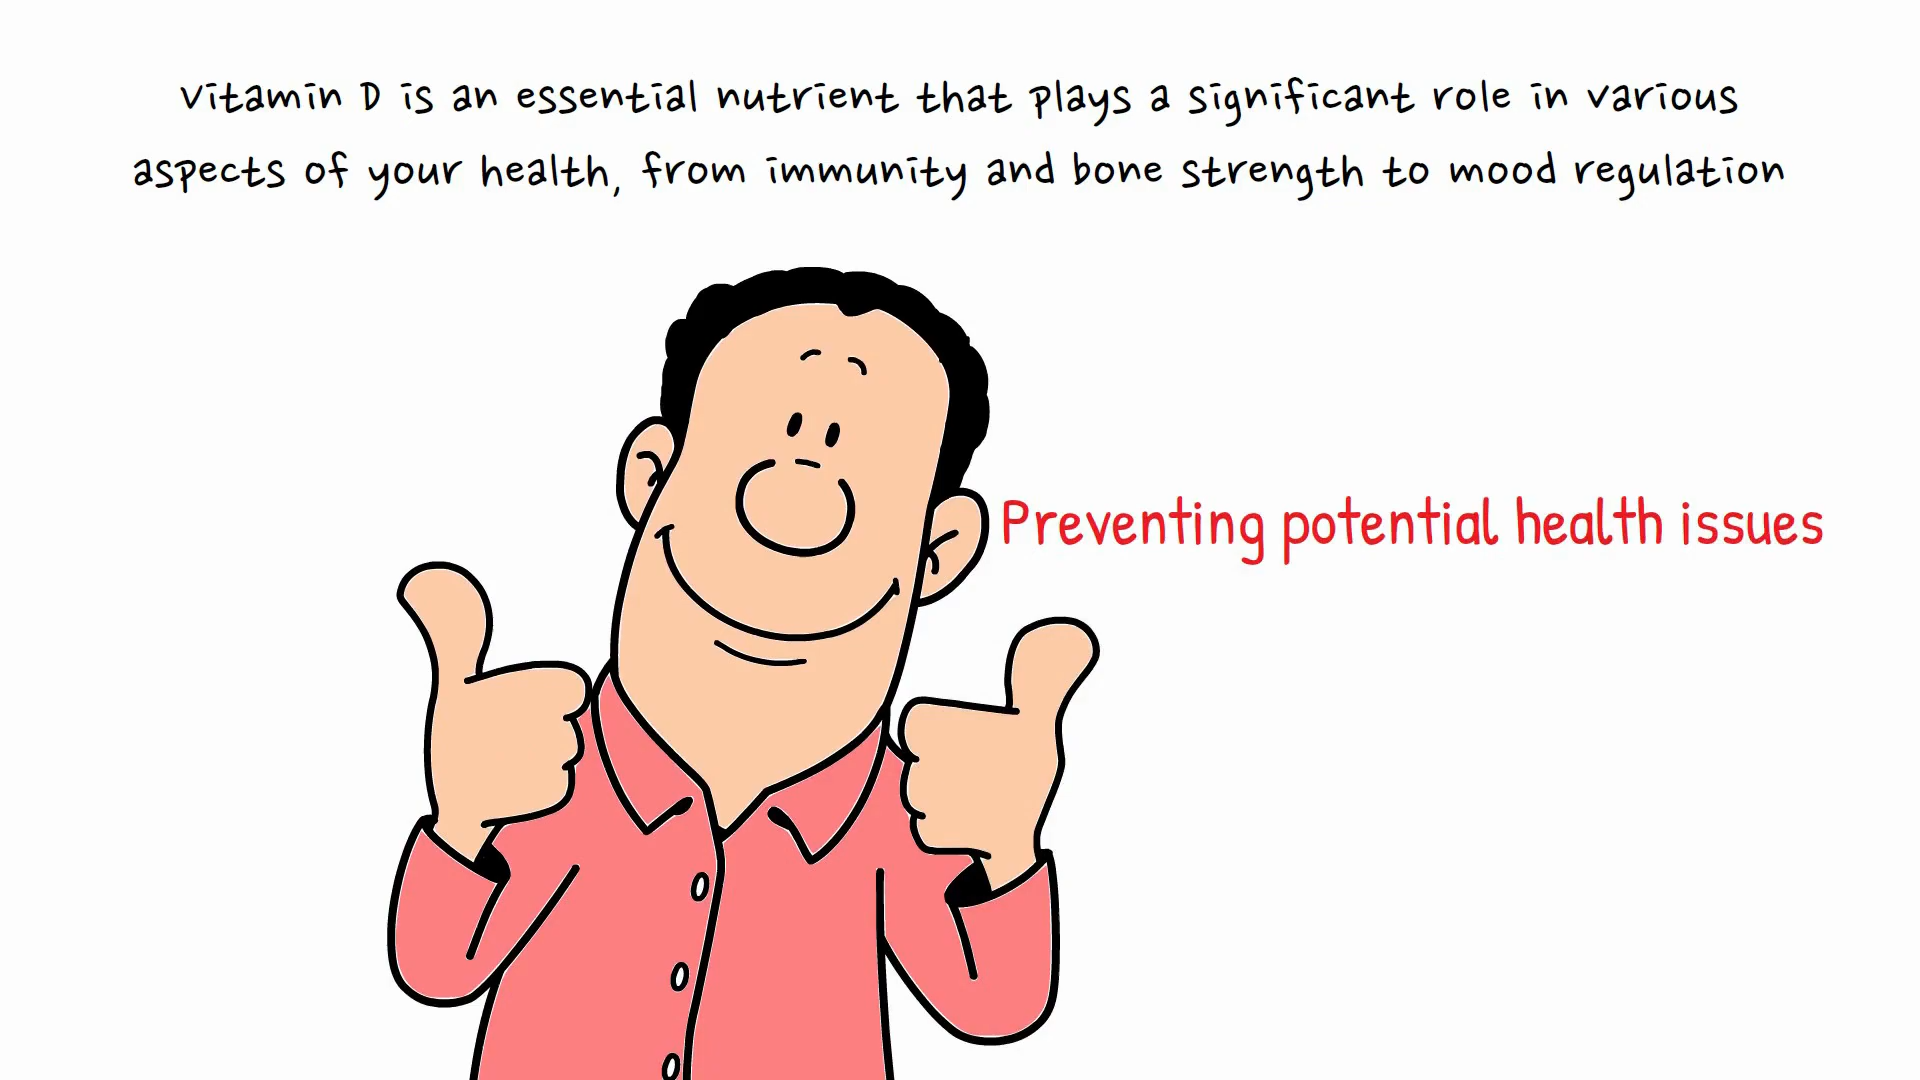 Vitamin D is an essential nutrient that plays a significant role in various
aspects of your health, from immunity and bone strength to mood regulation
Preventing potential health issues